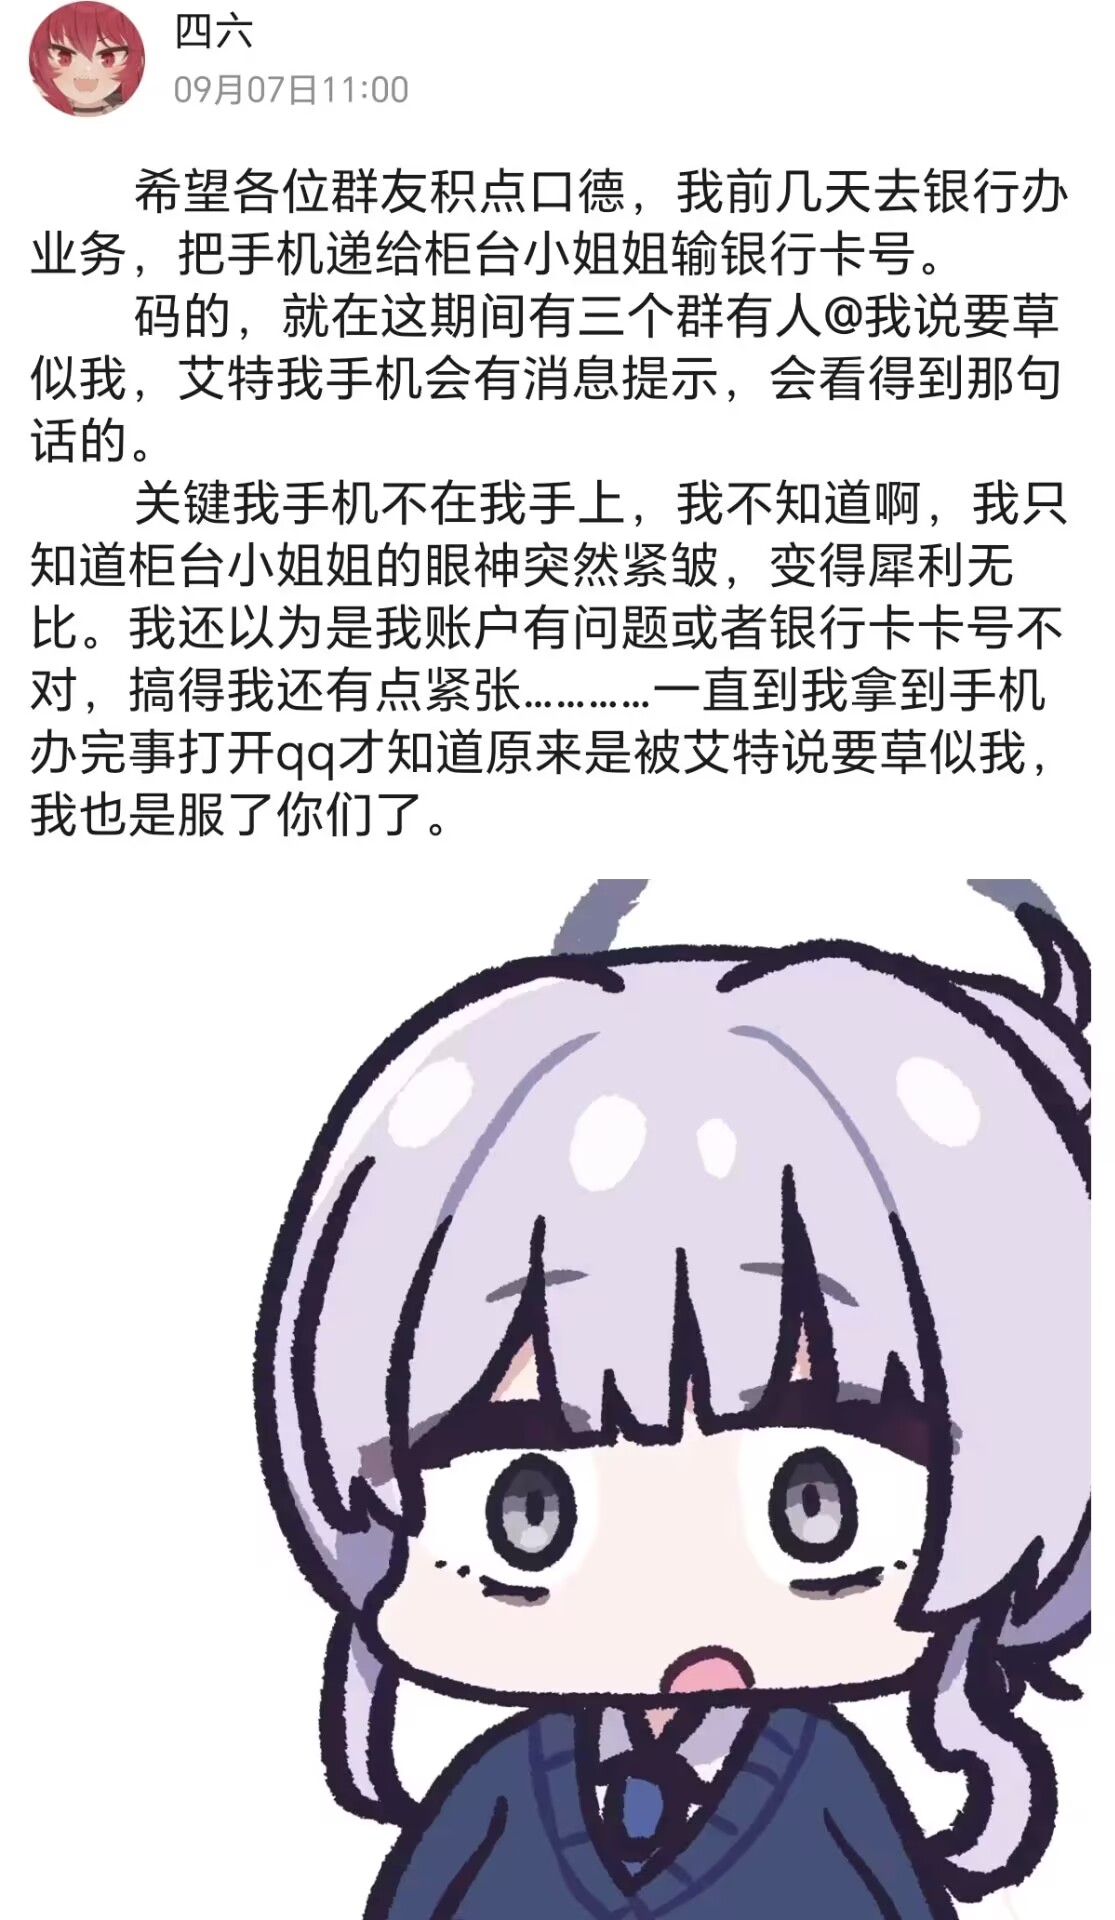 四六
09月07日11:00
希望各位群友积点口德，我前几天去银行办
业务，把手机递给柜台小姐姐输银行卡号。
码的，就在这期间有三个群有人@我说要草
似我，艾特我手机会有消息提示，会看得到那句
话的。
关键我手机不在我手上，我不知道啊，我只
知道柜台小姐姐的眼神突然紧皱，变得犀利无
比。我还以为是我账户有问题或者银行卡卡号不
对，搞得我还有点紧张…………一直到我拿到手机
办完事打开qq才知道原来是被艾特说要草似我，
我也是服了你们了。